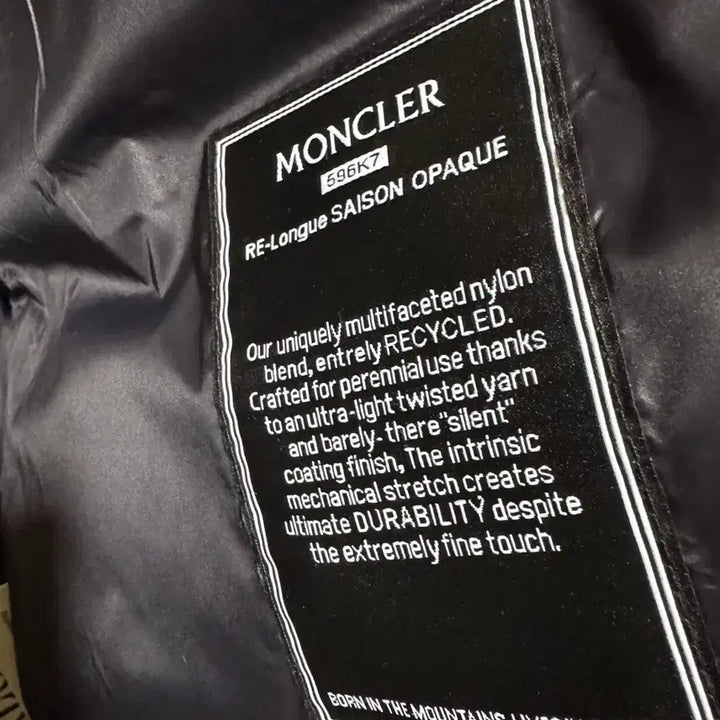 MONCLER
596K7
RE-Longue SAISON OPAQUE
Our uniquely multifaceted nylon
blend, entirely RECYCLED.
Crafted for perennial use thanks
to an ultra-light twisted yarn
and barely-there "silent"
coating finish, The intrinsic
mechanical stretch creates
ultimate DURABILITY despite
the extremely fine touch.
BORN IN THE MOUNTAINS,